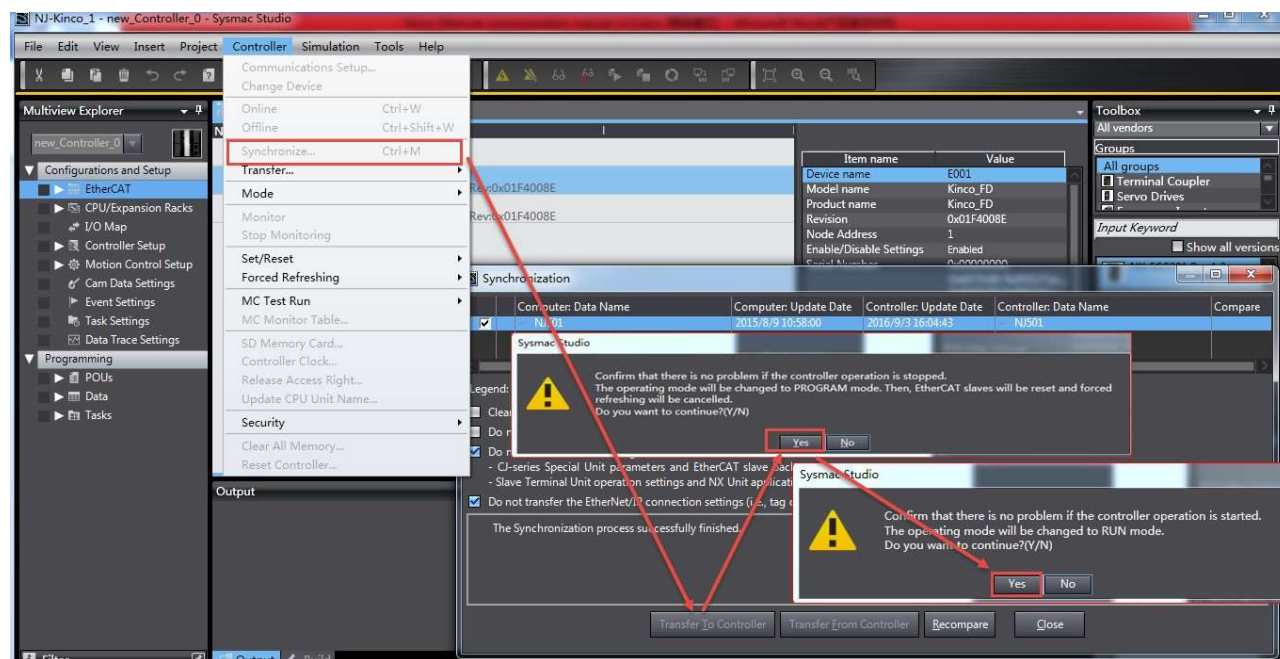 NJ-Kinco_1 - new_Controller_0 - Sysmac Studio
File Edit View Insert Project Controller Simulation Tools Help
Communications Setup...
Change Device
Online Ctrl+W
Offline Ctrl+Shift+W
Synchronize... Ctrl+M
Transfer...
Mode
Monitor
Stop Monitoring
Set/Reset
Forced Refreshing
MC Test Run
MC Monitor Table...
SD Memory Card...
Controller Clock...
Release Access Right...
Update CPU Unit Name...
Security
Clear All Memory...
Reset Controller...
Multiview Explorer
new_Controller_0
Configurations and Setup
EtherCAT
CPU/Expansion Racks
I/O Map
Controller Setup
Motion Control Setup
Cam Data Settings
Event Settings
Task Settings
Data Trace Settings
Programming
POUs
Data
Tasks
Filter
Rev:0x01F4008E
Rev:0x01F4008E
Item name Value
Device name E001
Model name Kinco_FD
Product name Kinco_FD
Revision 0x01F4008E
Node Address 1
Enable/Disable Settings Enabled
Serial Number 0x00000000
Toolbox
All vendors
Groups
All groups
Terminal Coupler
Servo Drives
Input Keyword
Show all versions
Synchronization
Computer: Data Name Computer: Update Date Controller: Update Date Controller: Data Name Compare
NJ501 2015/8/9 10:58:00 2016/9/3 16:04:43 NJ501
Legend:
Sysmac Studio
Confirm that there is no problem if the controller operation is stopped.
The operating mode will be changed to PROGRAM mode. Then, EtherCAT slaves will be reset and forced
refreshing will be cancelled.
Do you want to continue?(Y/N)
Yes No
- CJ-series Special Unit parameters and EtherCAT slave
- Slave Terminal Unit operation settings and NX Unit
Do not transfer the EtherNet/IP connection settings (i.e., tag
The Synchronization process successfully finished.
Sysmac Studio
Confirm that there is no problem if the controller operation is started.
The operating mode will be changed to RUN mode.
Do you want to continue?(Y/N)
Yes No
Transfer To Controller Transfer From Controller Recompare Close
Output
Output Build